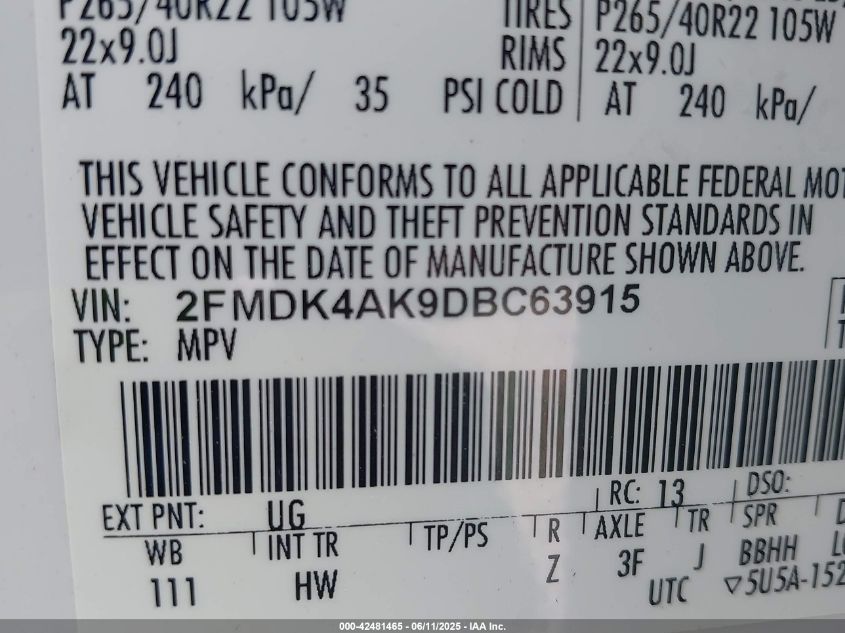 P265/40R22 105W TIRES P265/40R22 105W
22x9.0J RIMS 22x9.0J
AT 240 kPa/ 35 PSI COLD AT 240 kPa/
THIS VEHICLE CONFORMS TO ALL APPLICABLE FEDERAL MOT
VEHICLE SAFETY AND THEFT PREVENTION STANDARDS IN
EFFECT ON THE DATE OF MANUFACTURE SHOWN ABOVE.
VIN: 2FMDK4AK9DBC63915
TYPE: MPV
EXT PNT: UG RC: 13 DSO:
WB INT TR TP/PS R AXLE TR SPR
111 HW Z 3F J BBHH
UTC ▽5U5A-152
000-42481465 - 06/11/2025 - IAA Inc.